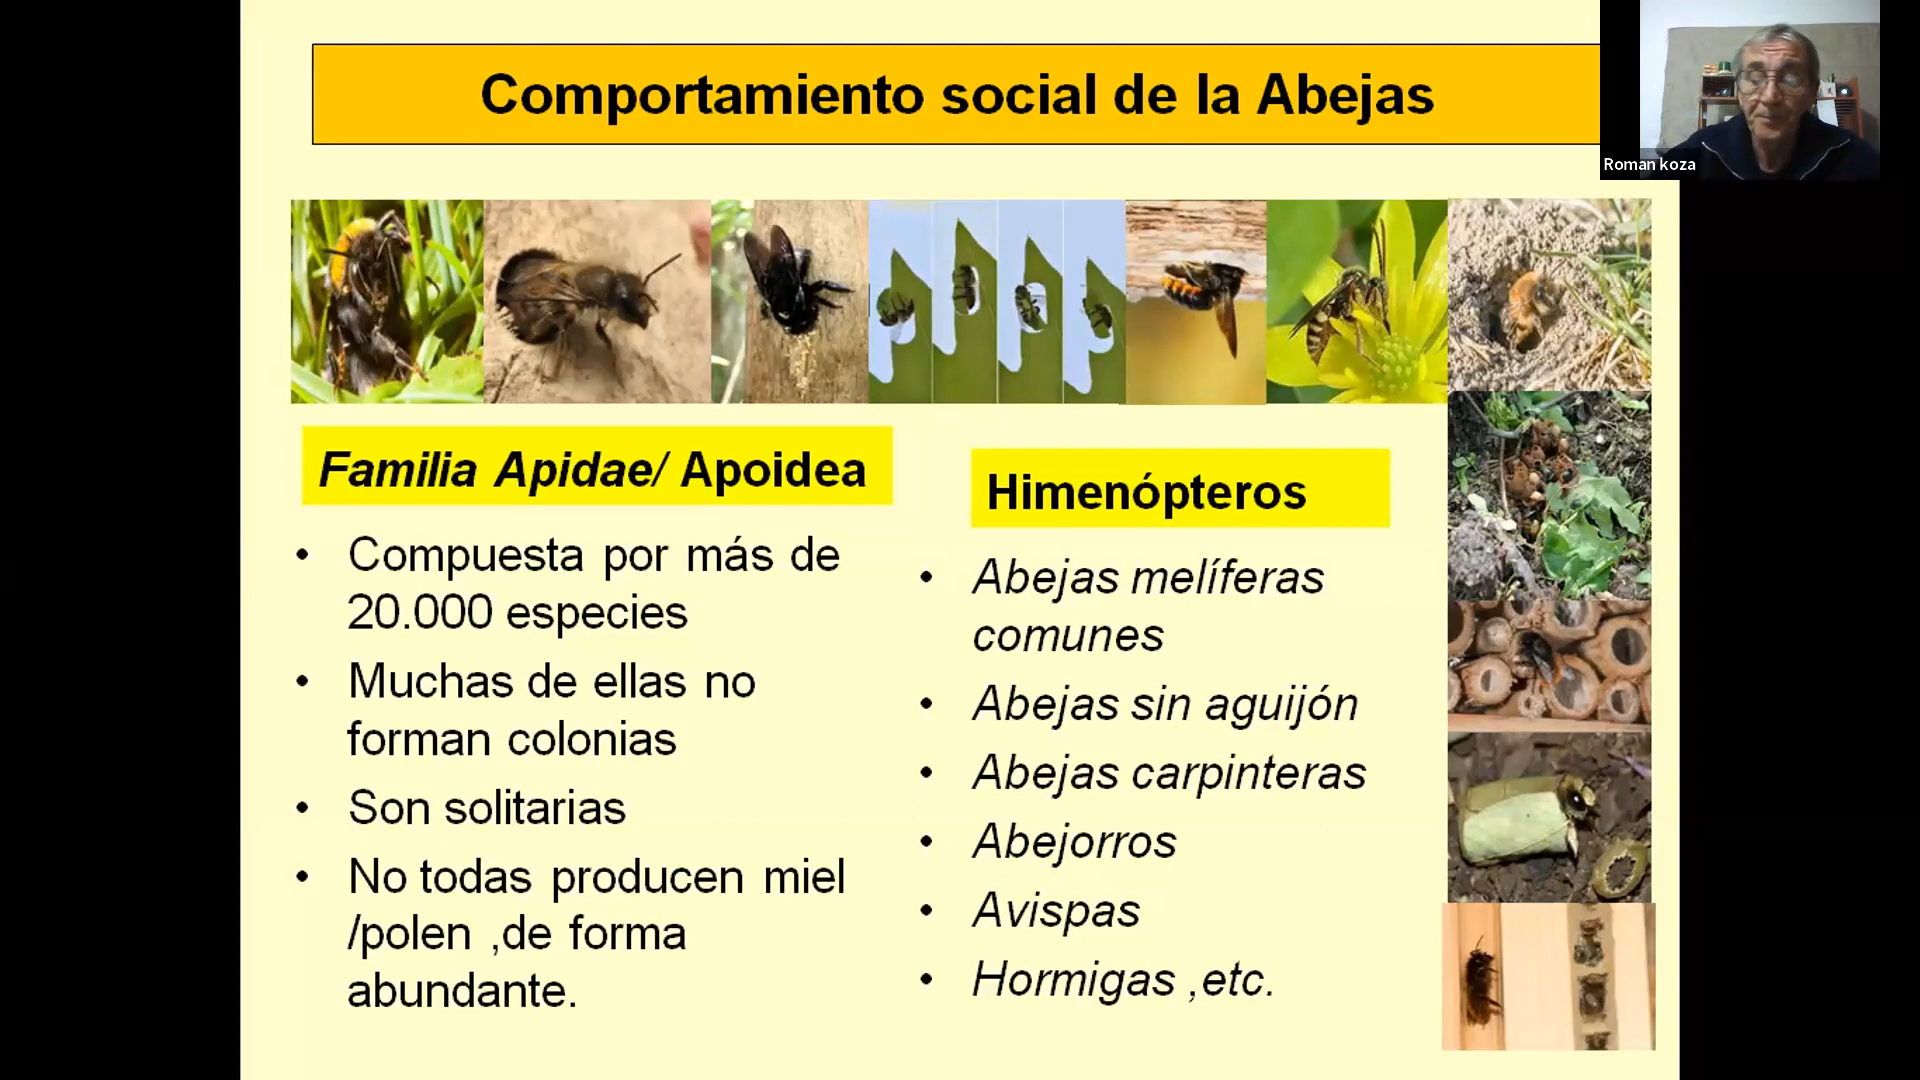 Comportamiento social de la Abejas
Roman koza
Familia Apidae/ Apoidea
• Compuesta por más de
20.000 especies
• Muchas de ellas no
forman colonias
• Son solitarias
• No todas producen miel
/polen ,de forma
abundante.
Himenópteros
• Abejas melíferas
comunes
• Abejas sin aguijón
• Abejas carpinteras
• Abejorros
• Avispas
• Hormigas ,etc.